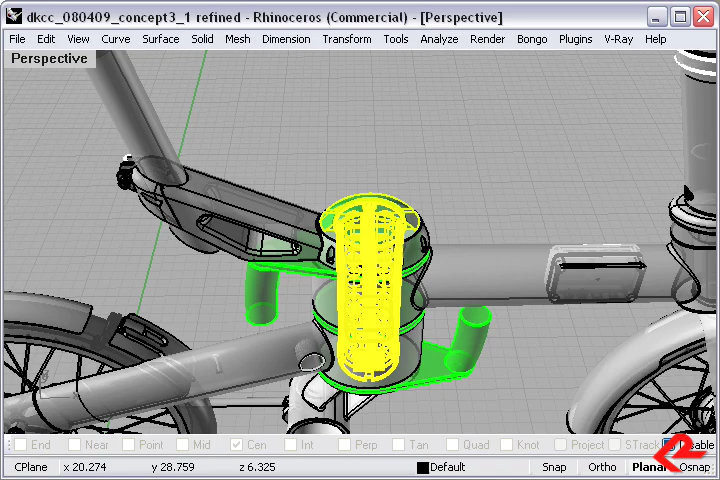 dkcc_080409_concept3_1 refined - Rhinoceros (Commercial) - [Perspective]
File Edit View Curve Surface Solid Mesh Dimension Transform Tools Analyze Render Bongo Plugins V-Ray Help
Perspective
End Near Point Mid Cen Int Perp Tan Quad Knot Project STrack
CPlane x 20.274 y 28.759 z 6.325 Default Snap Ortho Planar Osnap